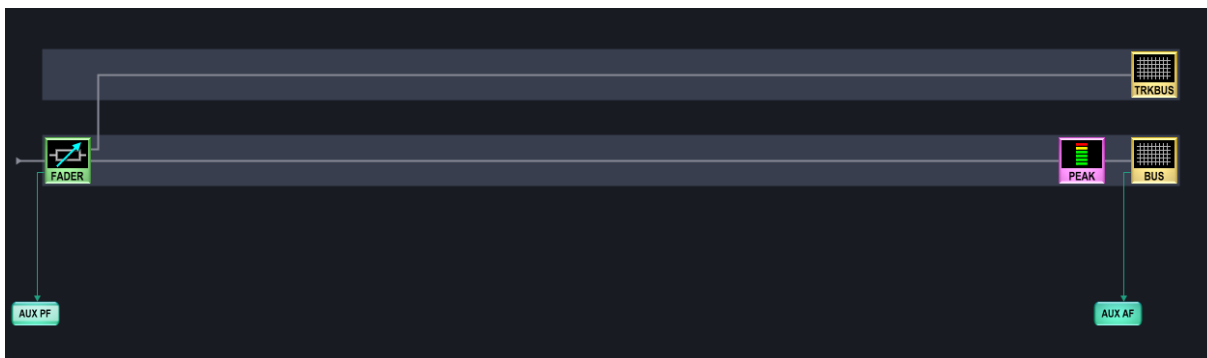 TRKBUS
FADER
PEAK
BUS
AUX PF
AUX AF